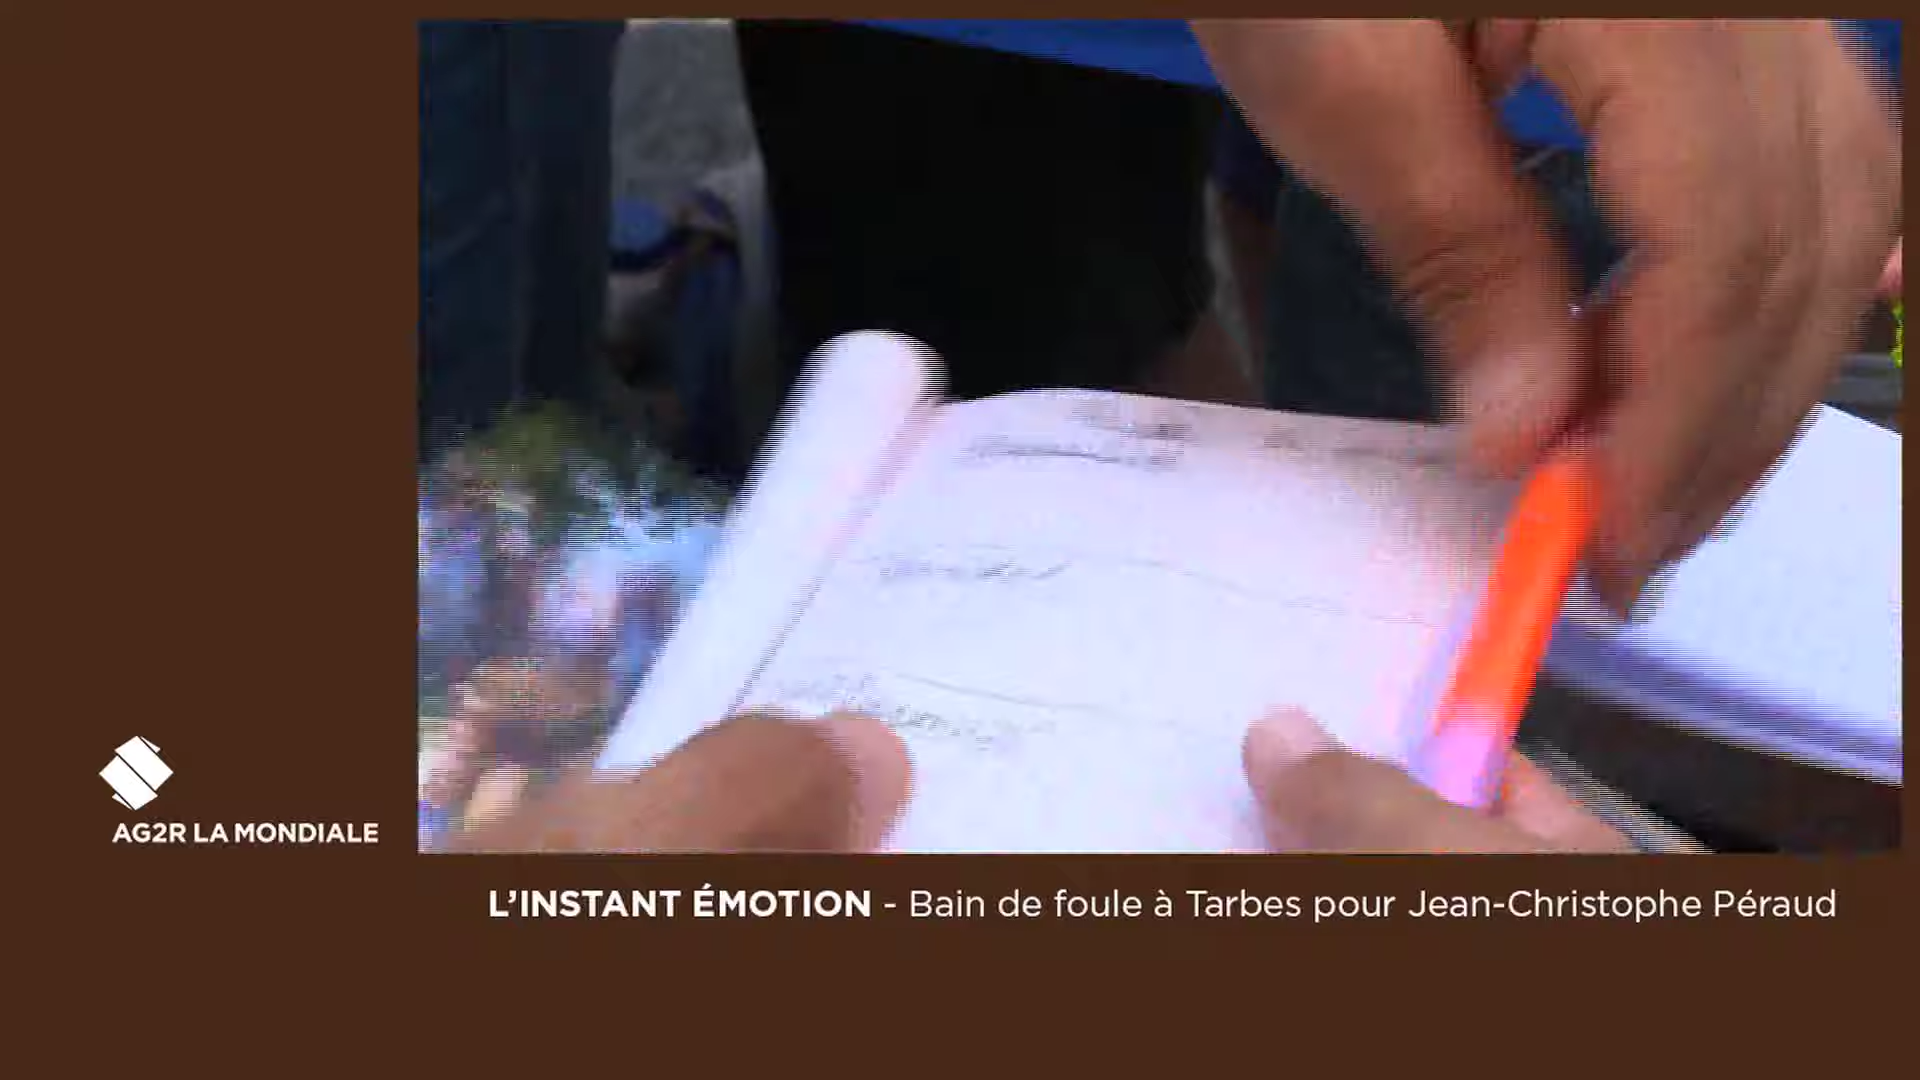 AG2R LA MONDIALE
L’INSTANT ÉMOTION - Bain de foule à Tarbes pour Jean-Christophe Péraud